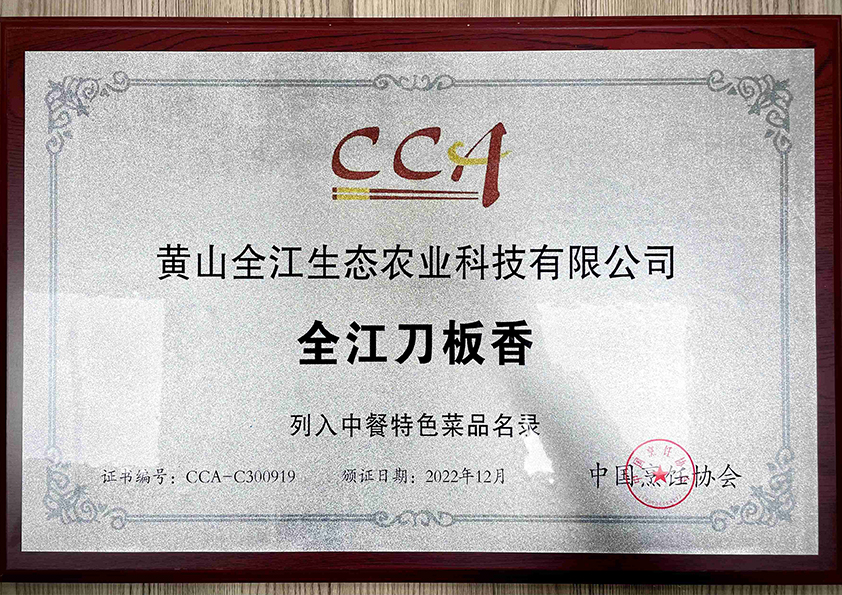 CCA
黄山全江生态农业科技有限公司
全江刀板香
列入中餐特色菜品名录
证书编号：CCA-C300919 颁证日期：2022年12月 中国烹饪协会